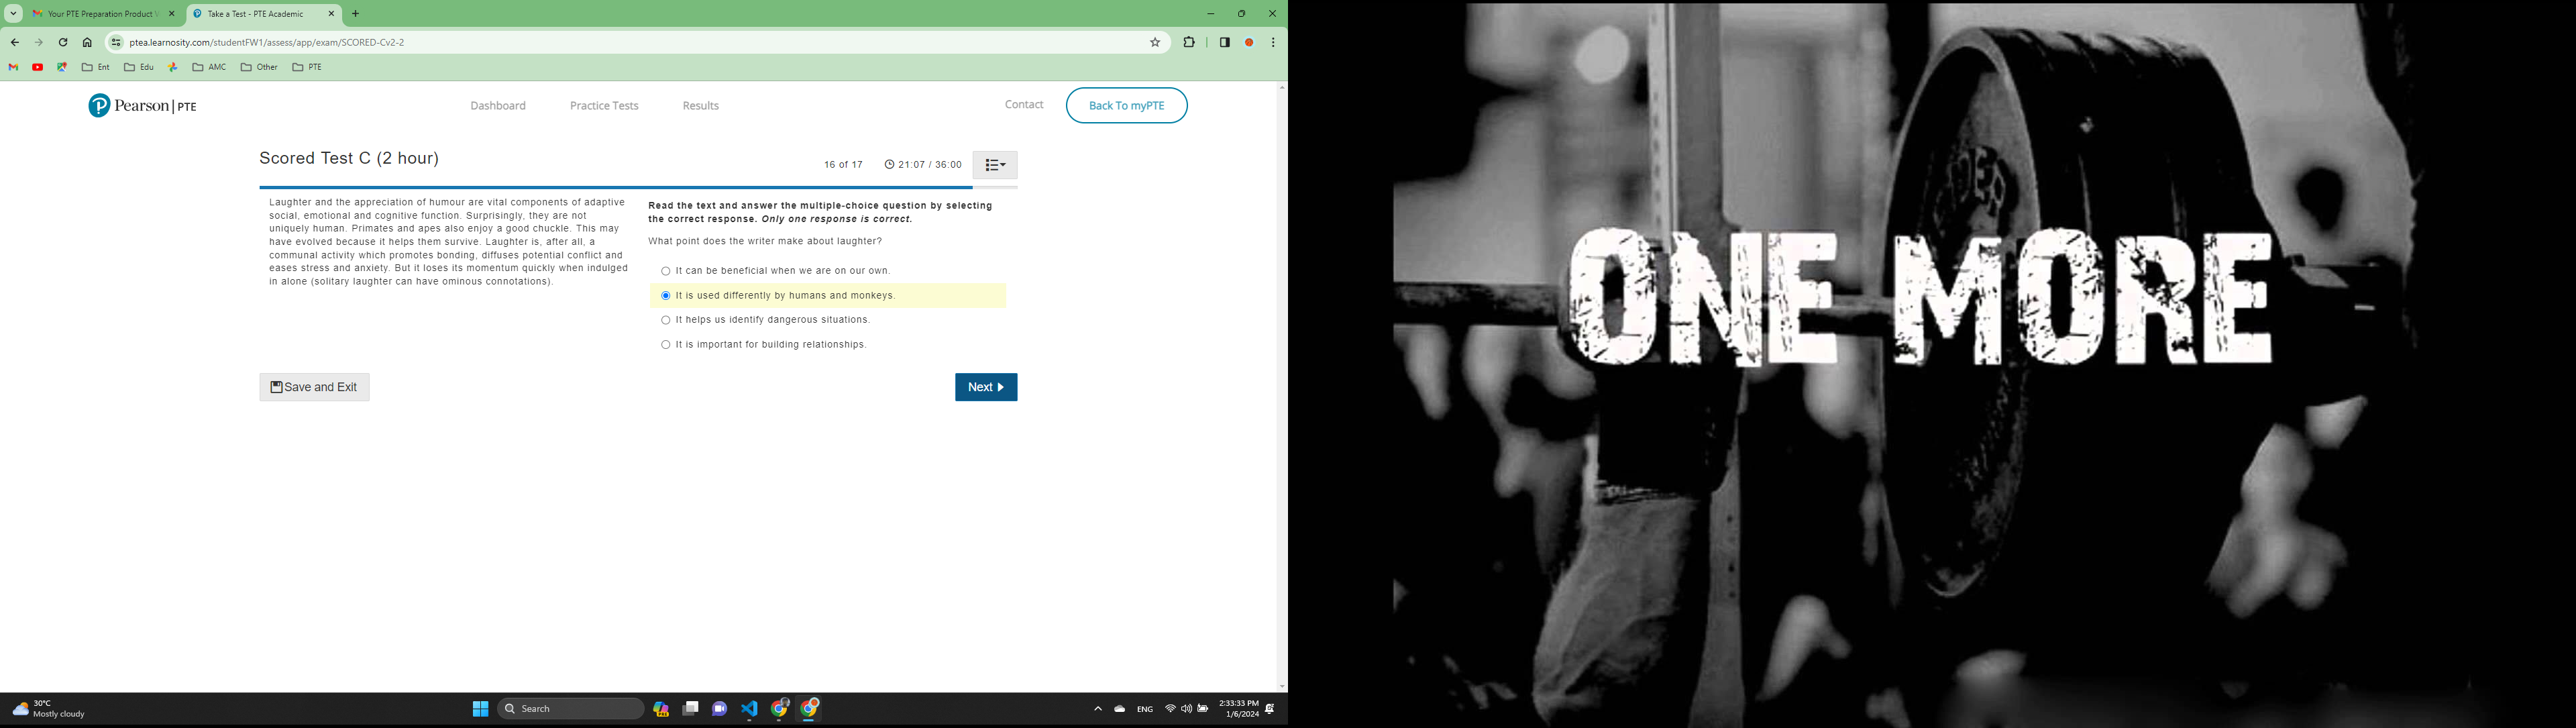 Your PTE Preparation Product V
Take a Test - PTE Academic
ptea.learnosity.com/studentFW1/assess/app/exam/SCORED-Cv2-2
Ent
Edu
AMC
Other
PTE
Pearson | PTE
Dashboard
Practice Tests
Results
Contact
Back To myPTE
Scored Test C (2 hour)
16 of 17
21:07 / 36:00
Laughter and the appreciation of humour are vital components of adaptive
social, emotional and cognitive function. Surprisingly, they are not
uniquely human. Primates and apes also enjoy a good chuckle. This may
have evolved because it helps them survive. Laughter is, after all, a
communal activity which promotes bonding, diffuses potential conflict and
eases stress and anxiety. But it loses its momentum quickly when indulged
in alone (solitary laughter can have ominous connotations).
Read the text and answer the multiple-choice question by selecting
the correct response. Only one response is correct.
What point does the writer make about laughter?
It can be beneficial when we are on our own.
It is used differently by humans and monkeys.
It helps us identify dangerous situations.
It is important for building relationships.
Save and Exit
Next
ONE MORE
30°C
Mostly cloudy
Search
ENG
2:33:33 PM
1/6/2024